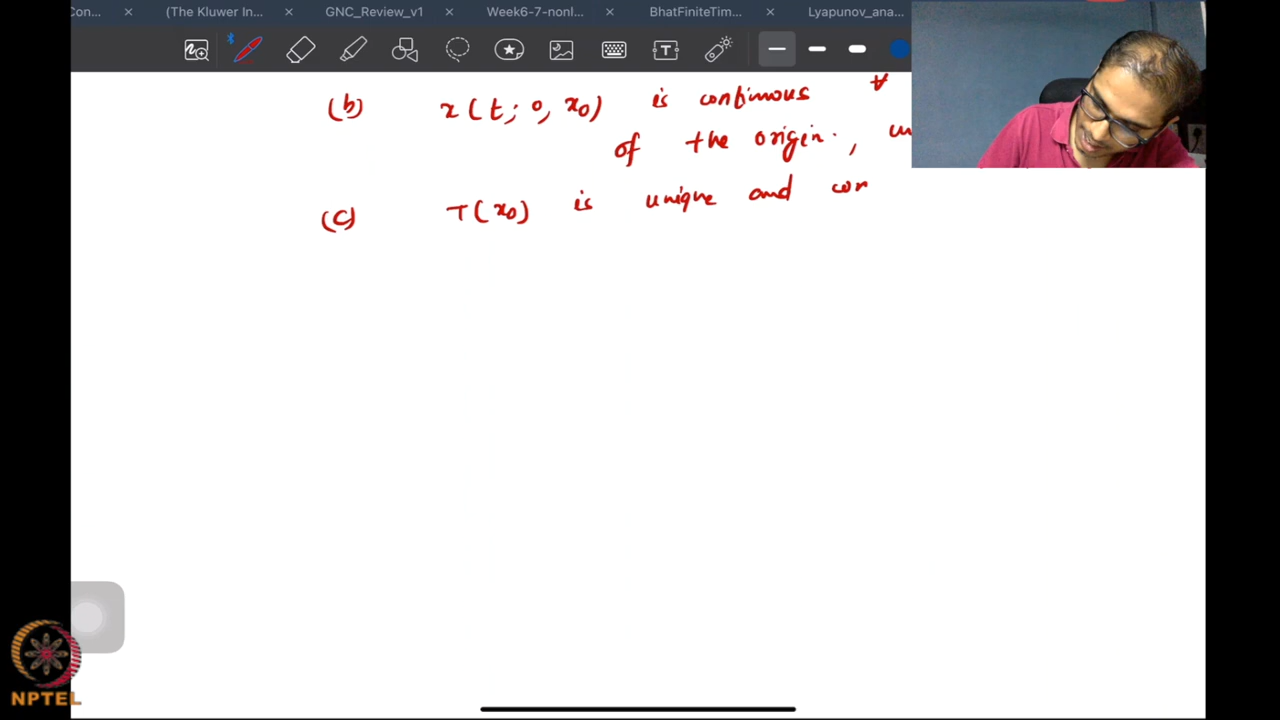 Con... (The Kluwer In... GNC_Review_v1 Week6-7-nonl... BhatFiniteTim... Lyapunov_ana...
(b) x(t; 0, x0) is continuous ∀
of the origin. ,
(c) T(x0) is unique and con
NPTEL